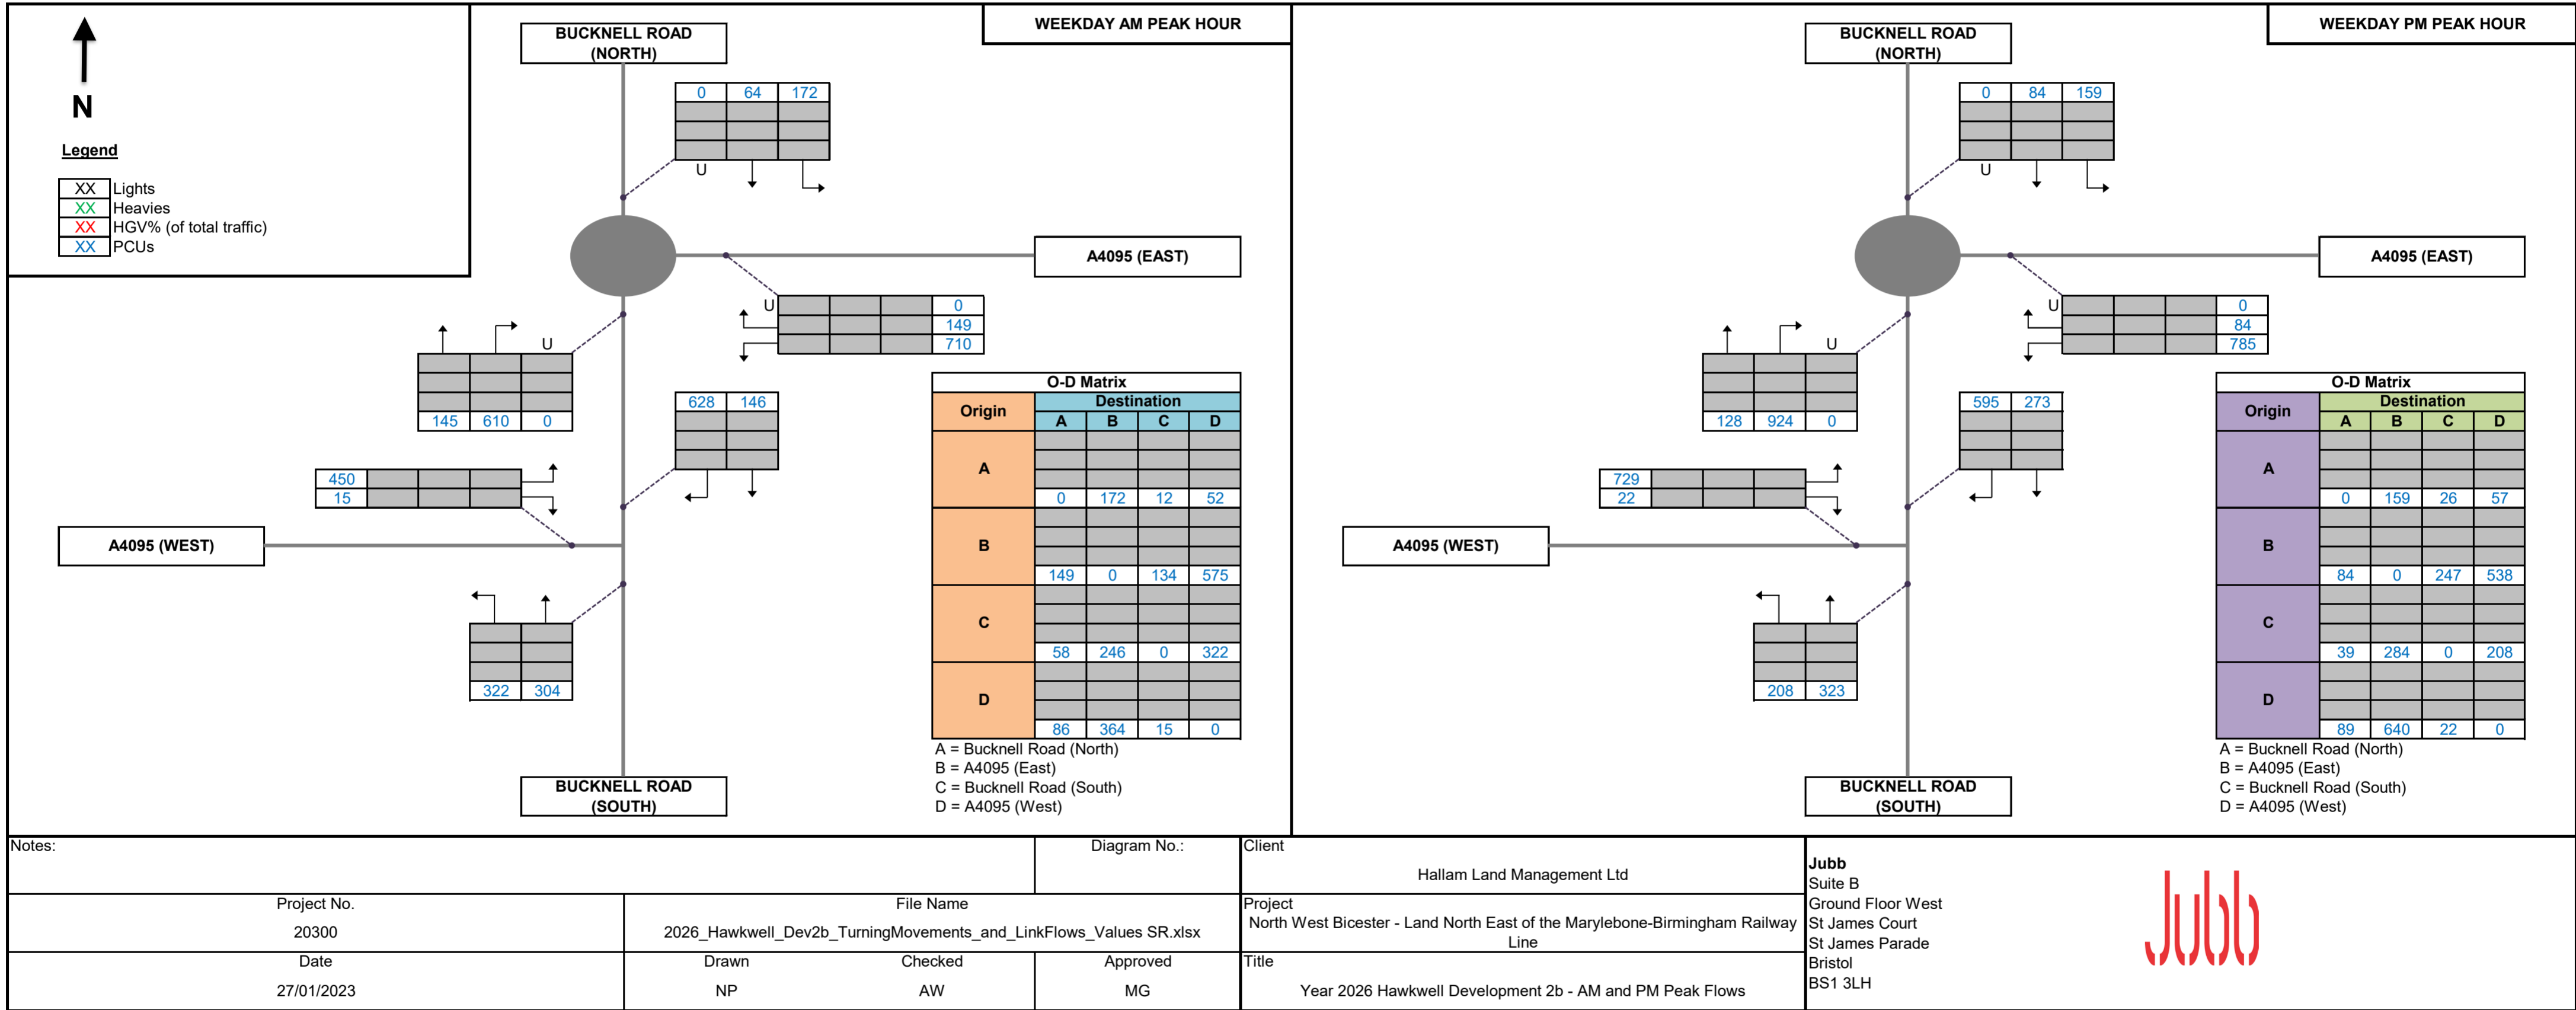 WEEKDAY AM PEAK HOUR
BUCKNELL ROAD
(NORTH)
N
Legend
XX Lights
XX Heavies
XX HGV% (of total traffic)
XX PCUs
0 64 172
U
A4095 (EAST)
U 0
149
710
U
145 610 0
628 146
450
15
A4095 (WEST)
322 304
BUCKNELL ROAD
(SOUTH)
O-D Matrix
Origin Destination
A B C D
A
0 172 12 52
B
149 0 134 575
C
58 246 0 322
D
86 364 15 0
A = Bucknell Road (North)
B = A4095 (East)
C = Bucknell Road (South)
D = A4095 (West)
WEEKDAY PM PEAK HOUR
BUCKNELL ROAD
(NORTH)
0 84 159
U
A4095 (EAST)
U 0
84
785
U
128 924 0
595 273
729
22
A4095 (WEST)
208 323
BUCKNELL ROAD
(SOUTH)
O-D Matrix
Origin Destination
A B C D
A
0 159 26 57
B
84 0 247 538
C
39 284 0 208
D
89 640 22 0
A = Bucknell Road (North)
B = A4095 (East)
C = Bucknell Road (South)
D = A4095 (West)
Notes:
Diagram No.:
Client
Hallam Land Management Ltd
Project No.
20300
File Name
2026_Hawkwell_Dev2b_TurningMovements_and_LinkFlows_Values SR.xlsx
Project
North West Bicester - Land North East of the Marylebone-Birmingham Railway
Line
Date
27/01/2023
Drawn
NP
Checked
AW
Approved
MG
Title
Year 2026 Hawkwell Development 2b - AM and PM Peak Flows
Jubb
Suite B
Ground Floor West
St James Court
St James Parade
Bristol
BS1 3LH
Jubb